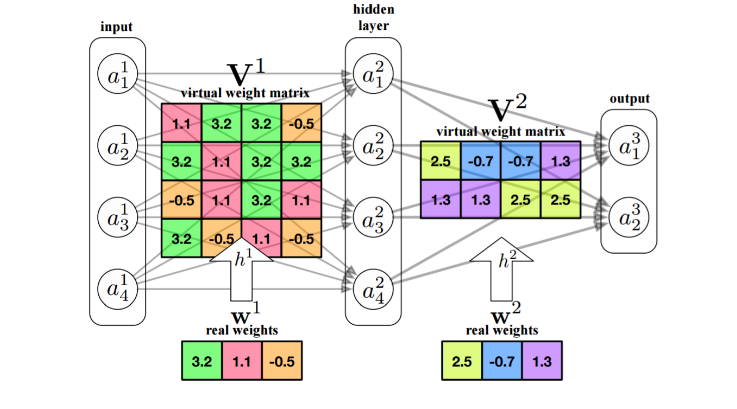 input
hidden
layer
output
a_1^1
a_2^1
a_3^1
a_4^1
V^1
virtual weight matrix
1.1 3.2 3.2 -0.5
3.2 1.1 3.2 3.2
-0.5 1.1 3.2 1.1
3.2 -0.5 1.1 -0.5
h^1
w^1
real weights
3.2 1.1 -0.5
a_1^2
a_2^2
a_3^2
a_4^2
V^2
virtual weight matrix
2.5 -0.7 -0.7 1.3
1.3 1.3 2.5 2.5
h^2
w^2
real weights
2.5 -0.7 1.3
a_1^3
a_2^3